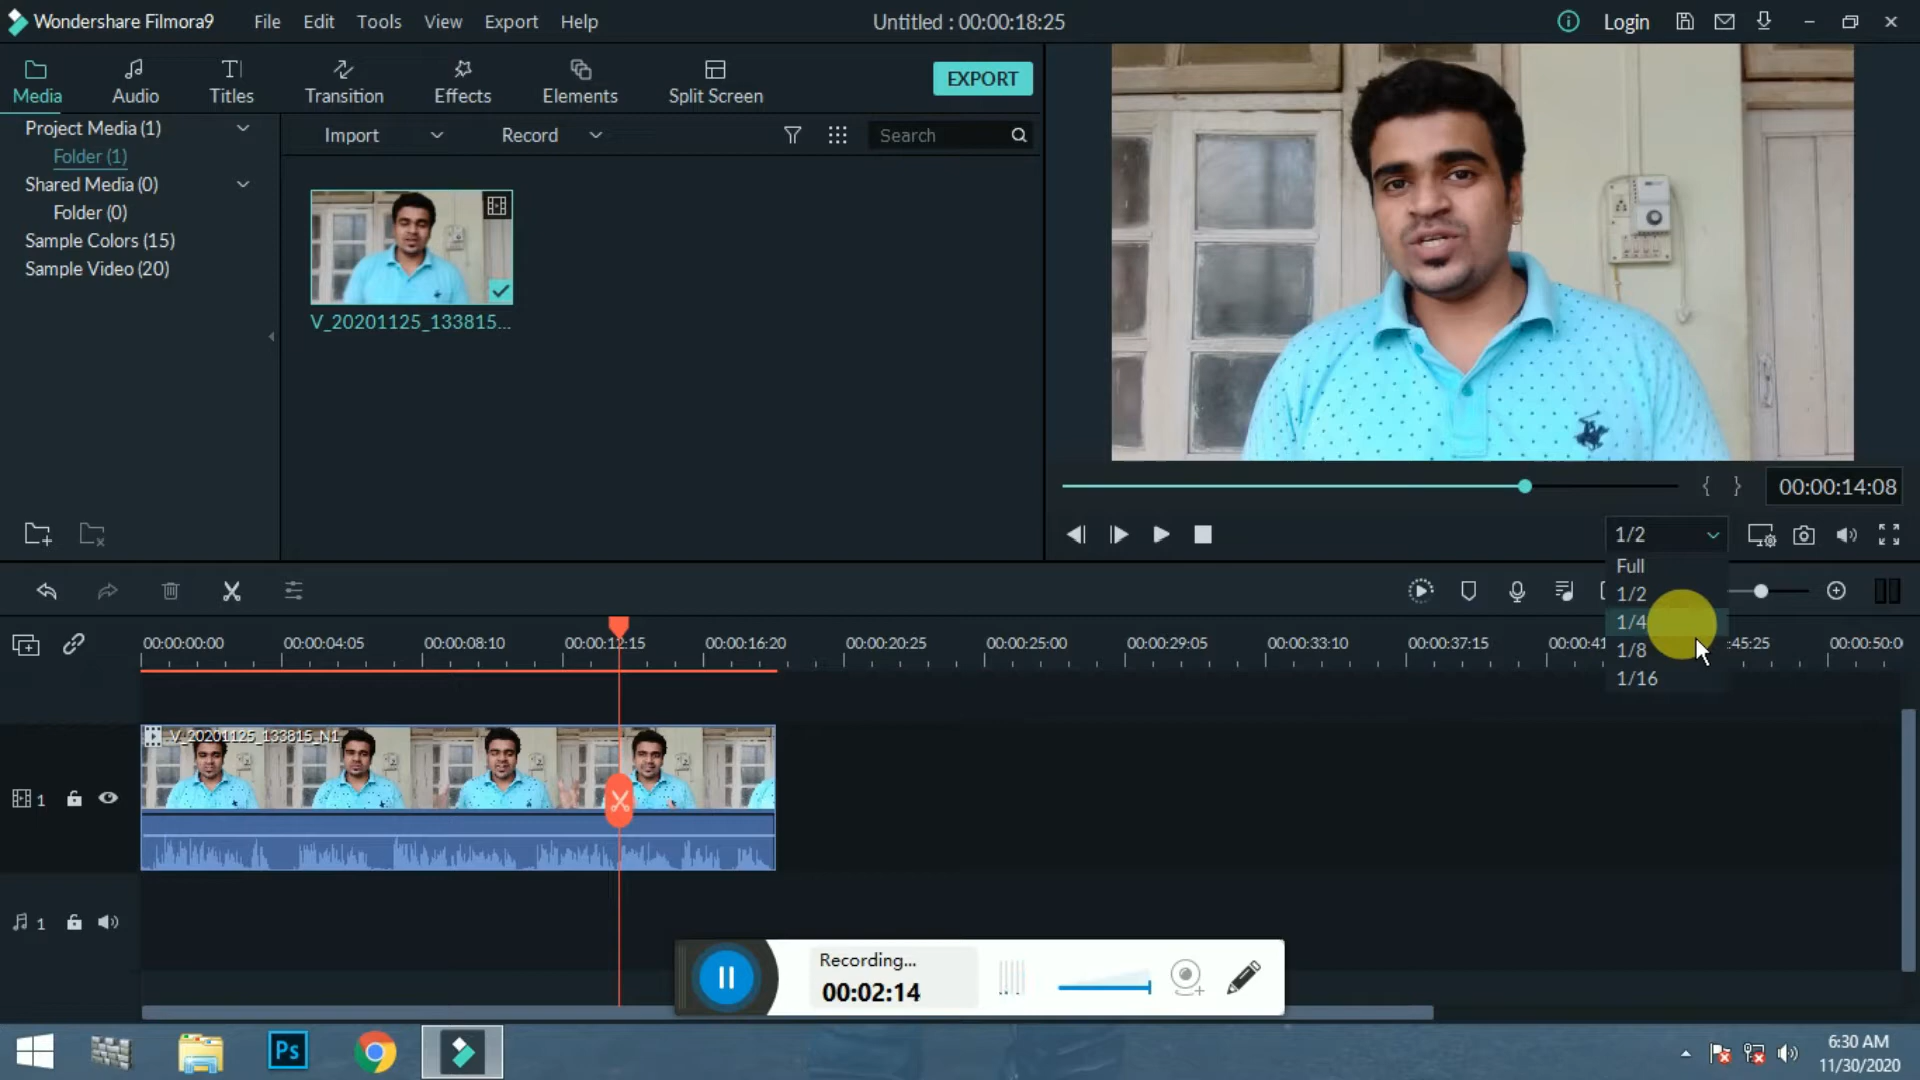 Wondershare Filmora9
File
Edit
Tools
View
Export
Help
Untitled : 00:00:18:25
Login
Media
Audio
Titles
Transition
Effects
Elements
Split Screen
EXPORT
Project Media (1)
Folder (1)
Shared Media (0)
Folder (0)
Sample Colors (15)
Sample Video (20)
Import
Record
Search
V_20201125_133815...
{ }
00:00:14:08
1/2
Full
1/2
1/4
1/8
1/16
00:00:00:00
00:00:04:05
00:00:08:10
00:00:12:15
00:00:16:20
00:00:20:25
00:00:25:00
00:00:29:05
00:00:33:10
00:00:37:15
00:00:41
:45:25
00:00:50:0
V_20201125_133815_N1
1
1
Recording...
00:02:14
Ps
6:30 AM
11/30/2020